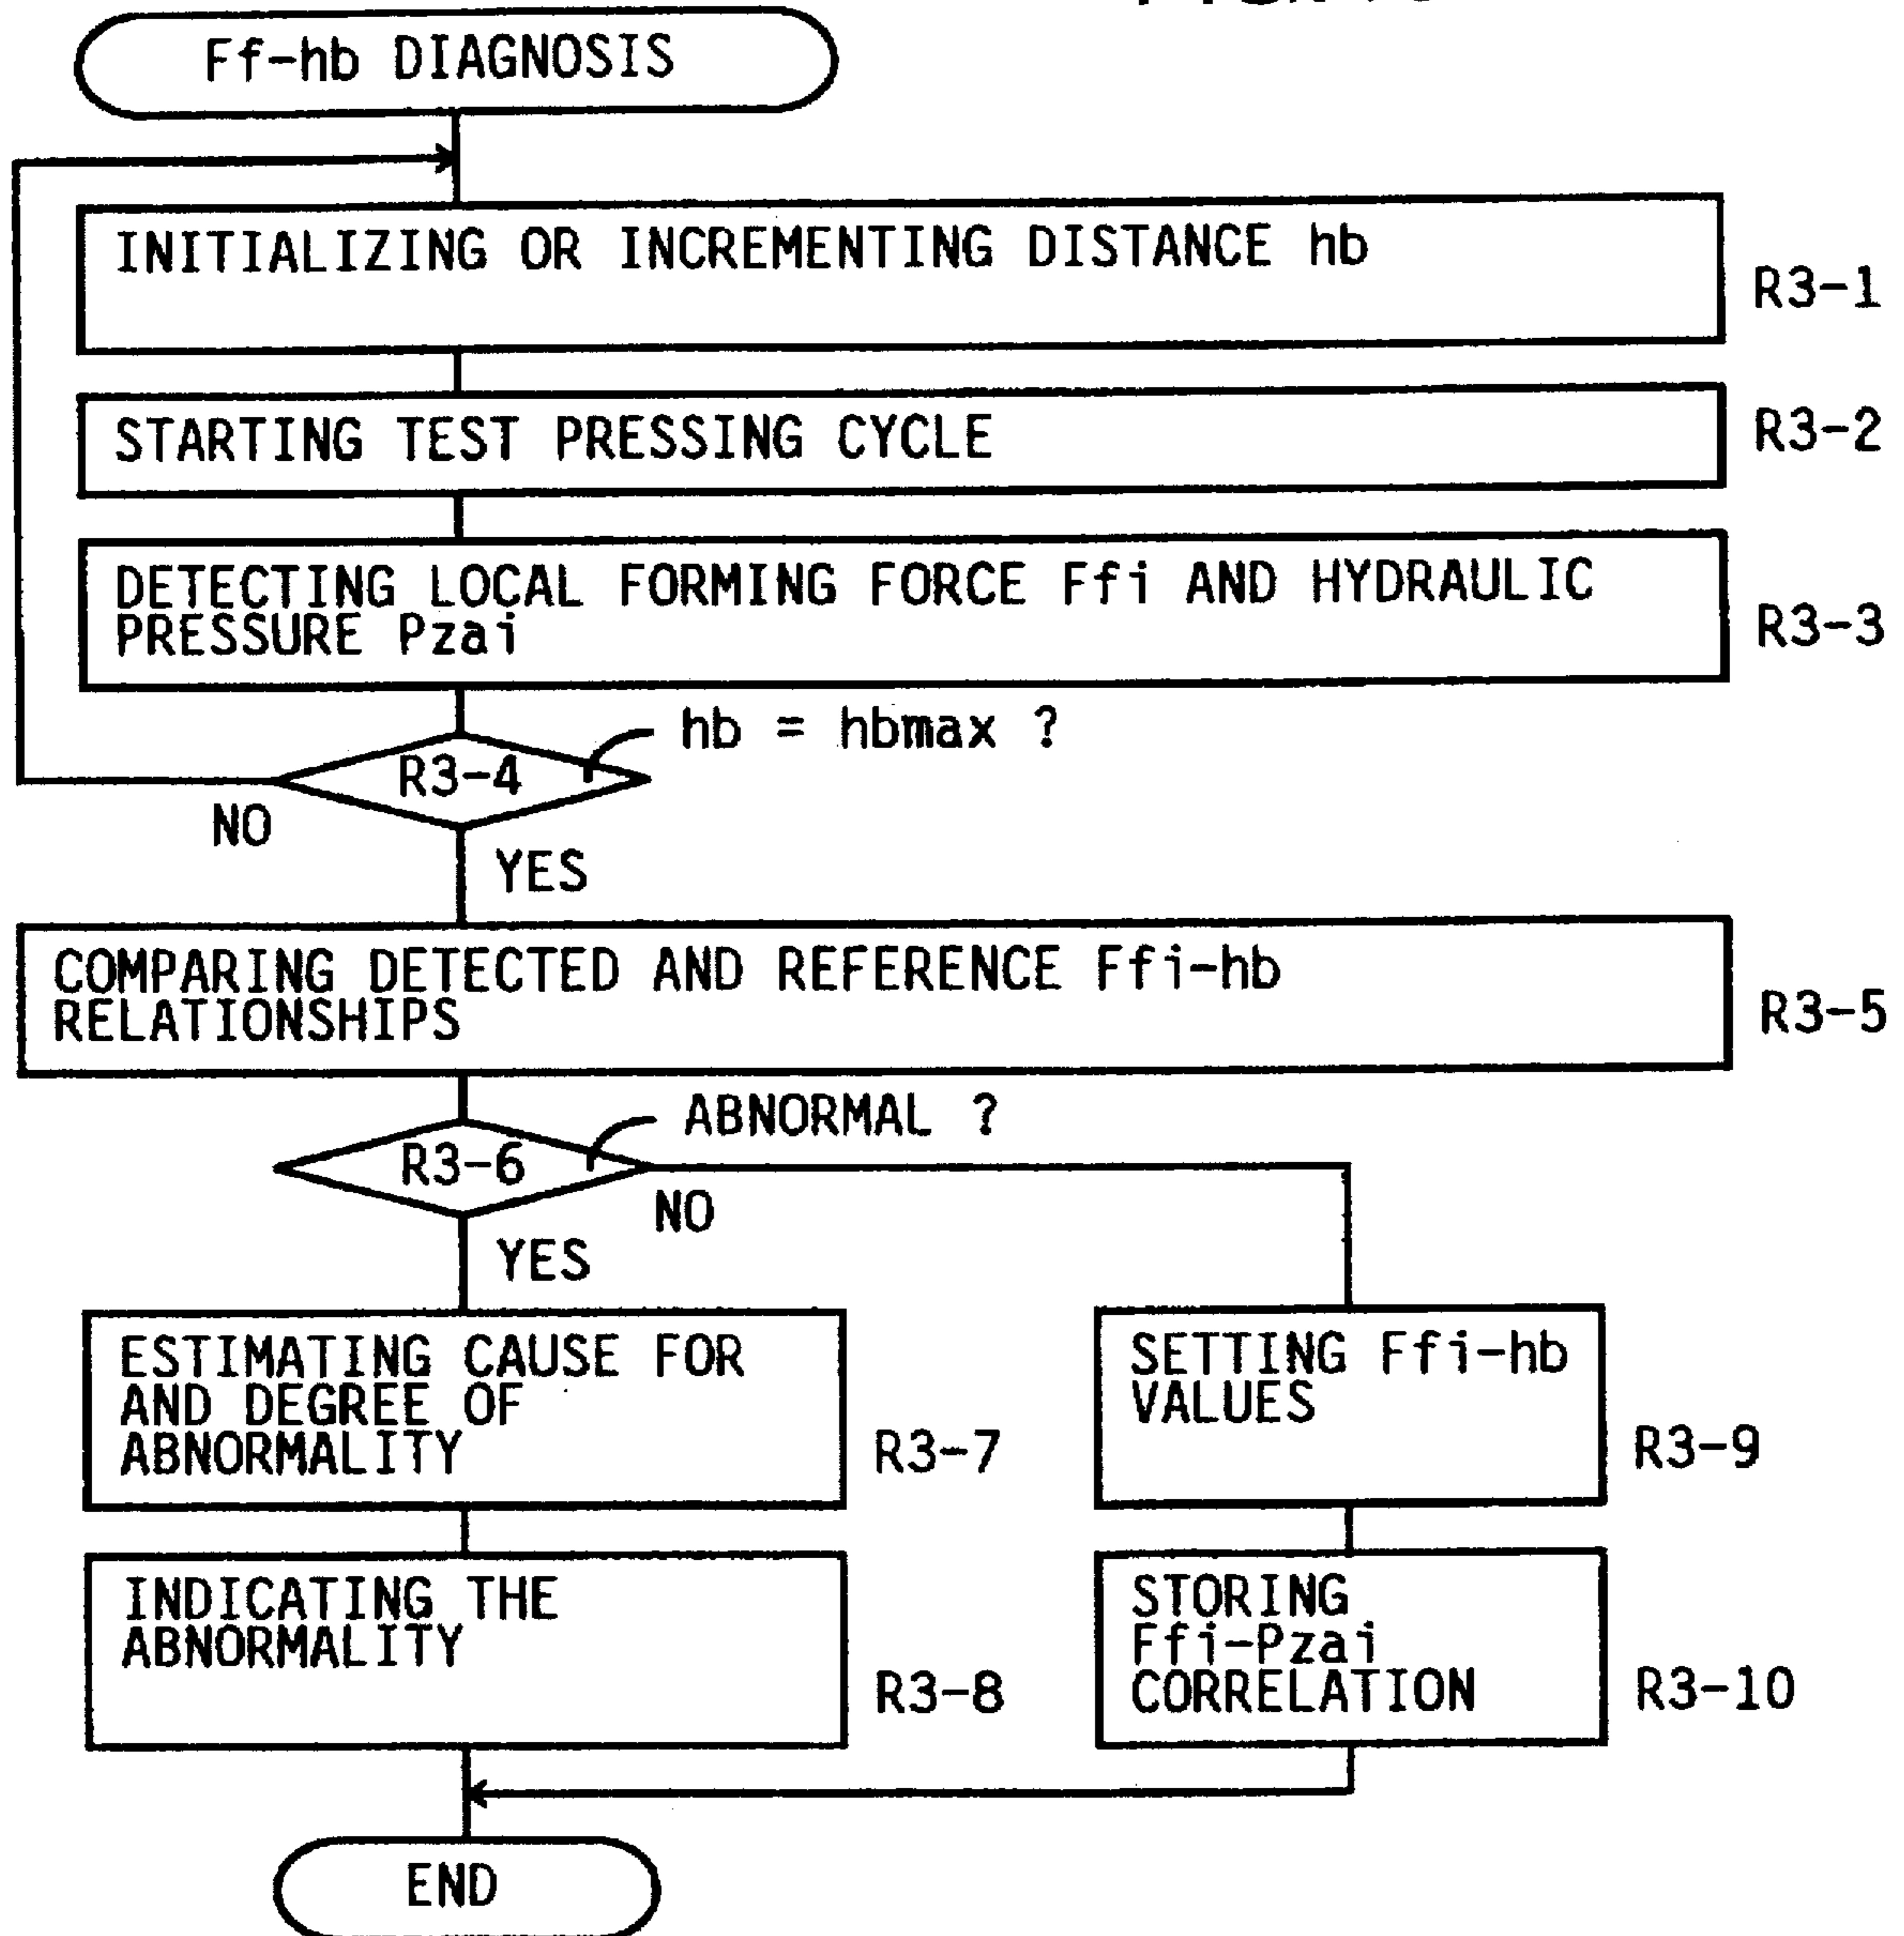 Ff-hb DIAGNOSIS
INITIALIZING OR INCREMENTING DISTANCE hb
R3-1
STARTING TEST PRESSING CYCLE
R3-2
DETECTING LOCAL FORMING FORCE Ffi AND HYDRAULIC
PRESSURE Pzai
R3-3
hb = hbmax ?
R3-4
NO
YES
COMPARING DETECTED AND REFERENCE Ffi-hb
RELATIONSHIPS
R3-5
ABNORMAL ?
R3-6
NO
YES
ESTIMATING CAUSE FOR
AND DEGREE OF
ABNORMALITY
R3-7
SETTING Ffi-hb
VALUES
R3-9
INDICATING THE
ABNORMALITY
R3-8
STORING
Ffi-Pzai
CORRELATION
R3-10
END